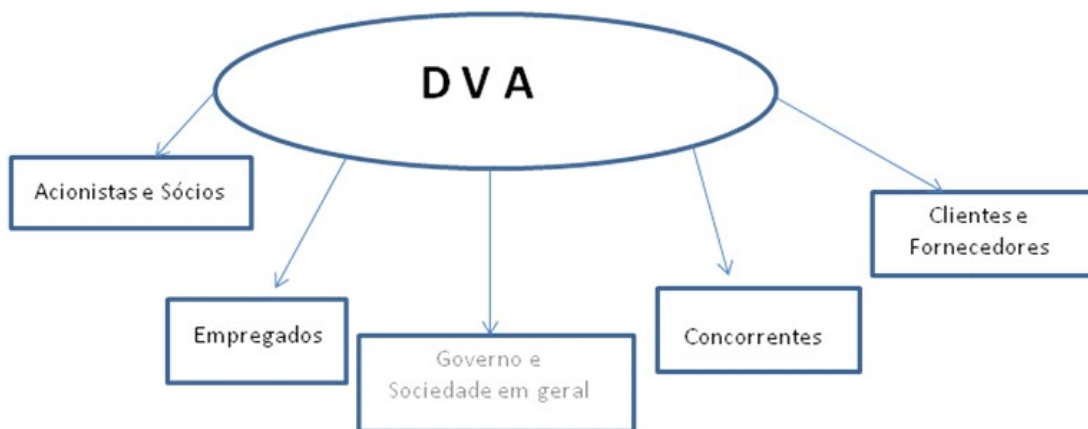 D V A
Acionistas e Sócios
Empregados
Governo e
Sociedade em geral
Concorrentes
Clientes e
Fornecedores